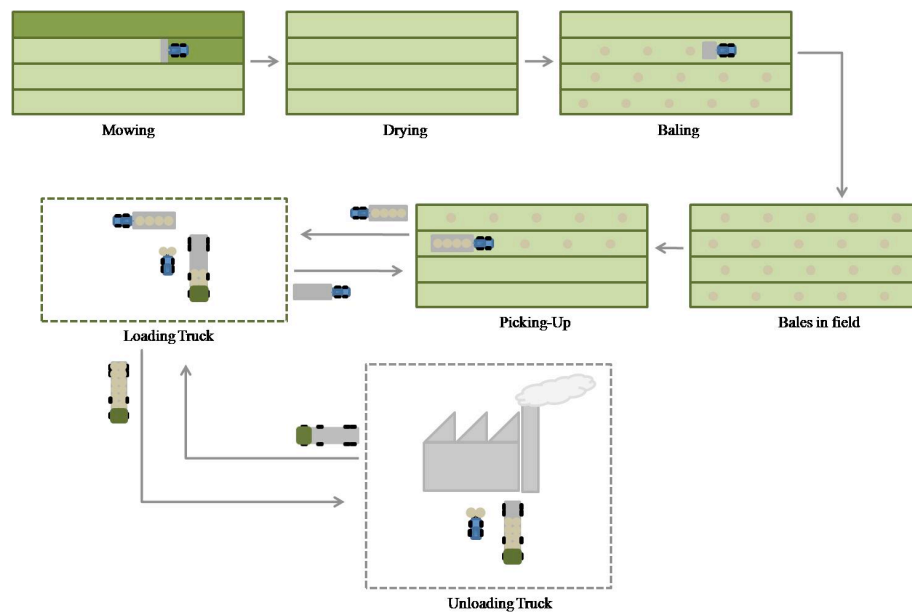 Mowing
Drying
Baling
Loading Truck
Picking-Up
Bales in field
Unloading Truck